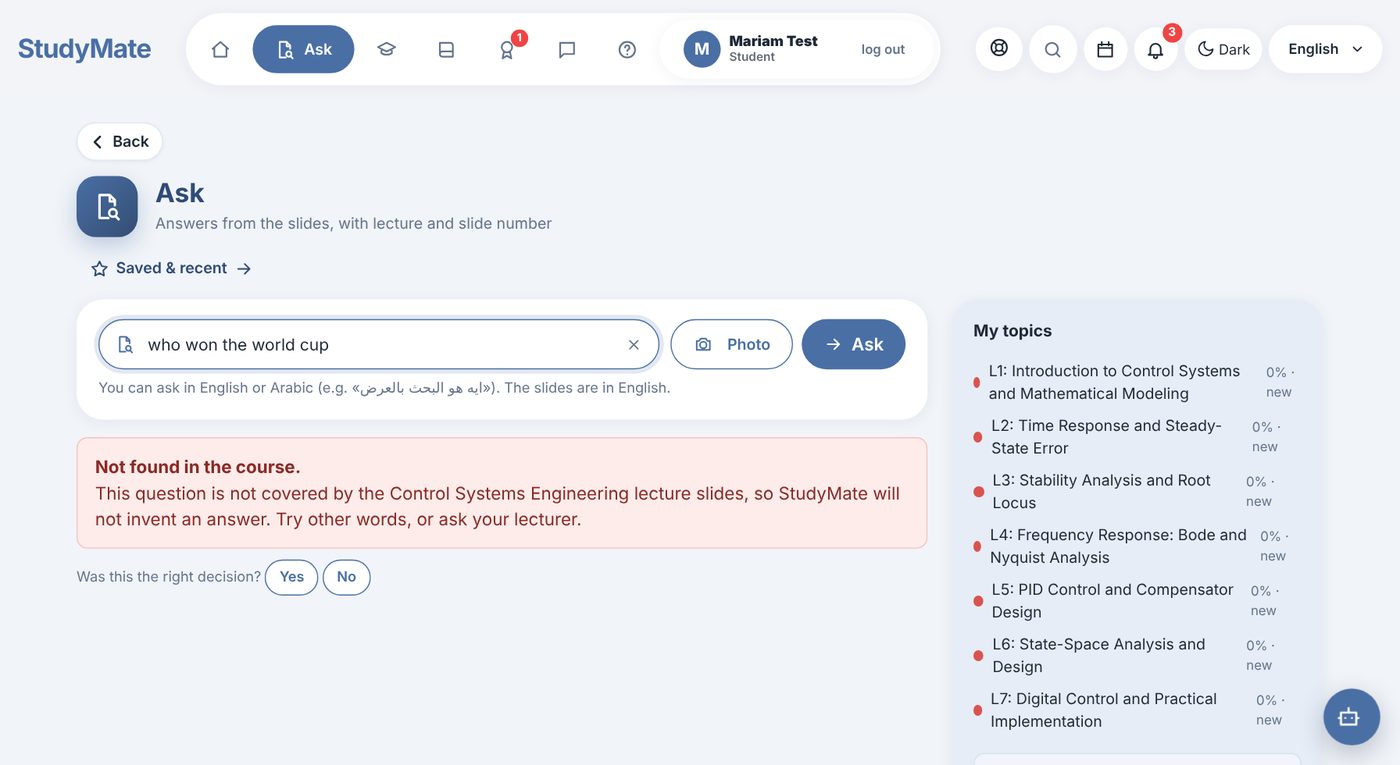 StudyMate
Ask
1
M
Mariam Test
Student
log out
3
Dark
English
Back
Ask
Answers from the slides, with lecture and slide number
Saved & recent
who won the world cup
Photo
Ask
You can ask in English or Arabic (e.g. «ايه هو البحث بالعرض»). The slides are in English.
Not found in the course.
This question is not covered by the Control Systems Engineering lecture slides, so StudyMate will
not invent an answer. Try other words, or ask your lecturer.
Was this the right decision? Yes No
My topics
L1: Introduction to Control Systems
and Mathematical Modeling
0% ·
new
L2: Time Response and Steady-
State Error
0% ·
new
L3: Stability Analysis and Root
Locus
0% ·
new
L4: Frequency Response: Bode and
Nyquist Analysis
0% ·
new
L5: PID Control and Compensator
Design
0% ·
new
L6: State-Space Analysis and
Design
0% ·
new
L7: Digital Control and Practical
Implementation
0% ·
new